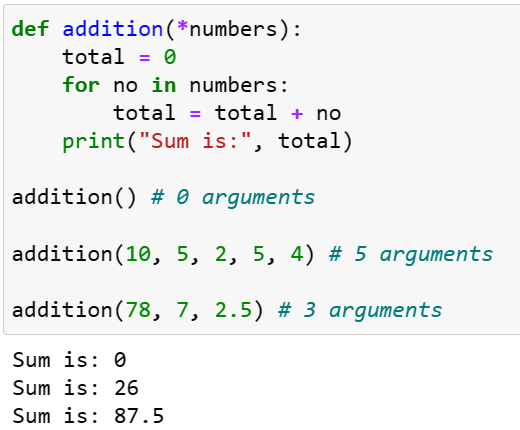 def addition(*numbers):
    total = 0
    for no in numbers:
        total = total + no
    print("Sum is:", total)
addition() # 0 arguments
addition(10, 5, 2, 5, 4) # 5 arguments
addition(78, 7, 2.5) # 3 arguments
Sum is: 0
Sum is: 26
Sum is: 87.5